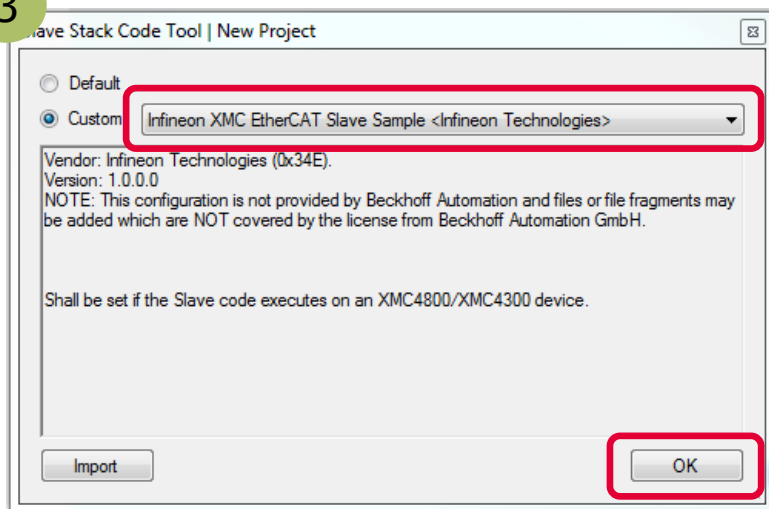 3
lave Stack Code Tool | New Project
Default
Custom
Infineon XMC EtherCAT Slave Sample <Infineon Technologies>
Vendor: Infineon Technologies (0x34E).
Version: 1.0.0.0
NOTE: This configuration is not provided by Beckhoff Automation and files or file fragments may
be added which are NOT covered by the license from Beckhoff Automation GmbH.
Shall be set if the Slave code executes on an XMC4800/XMC4300 device.
Import
OK